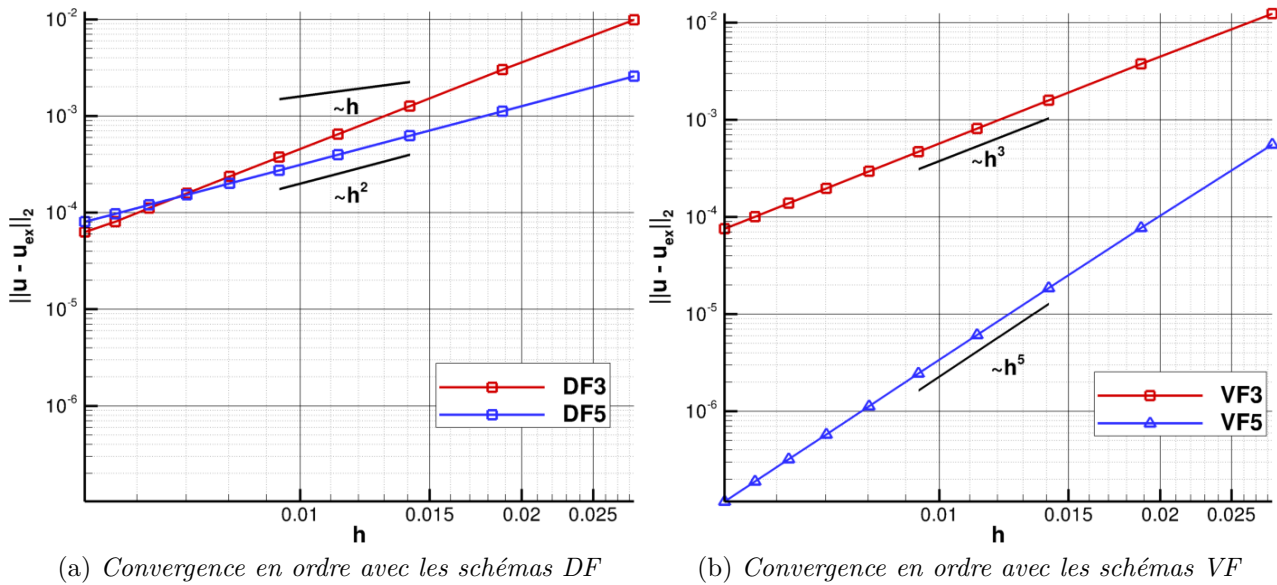 10^-2
10^-3
10^-4
10^-5
10^-6
||u - u_ex||_2
~h
~h^2
DF3
DF5
0.01
0.015
0.02
0.025
h
(a) Convergence en ordre avec les schémas DF
10^-2
10^-3
10^-4
10^-5
10^-6
||u - u_ex||_2
~h^3
~h^5
VF3
VF5
0.01
0.015
0.02
0.025
h
(b) Convergence en ordre avec les schémas VF